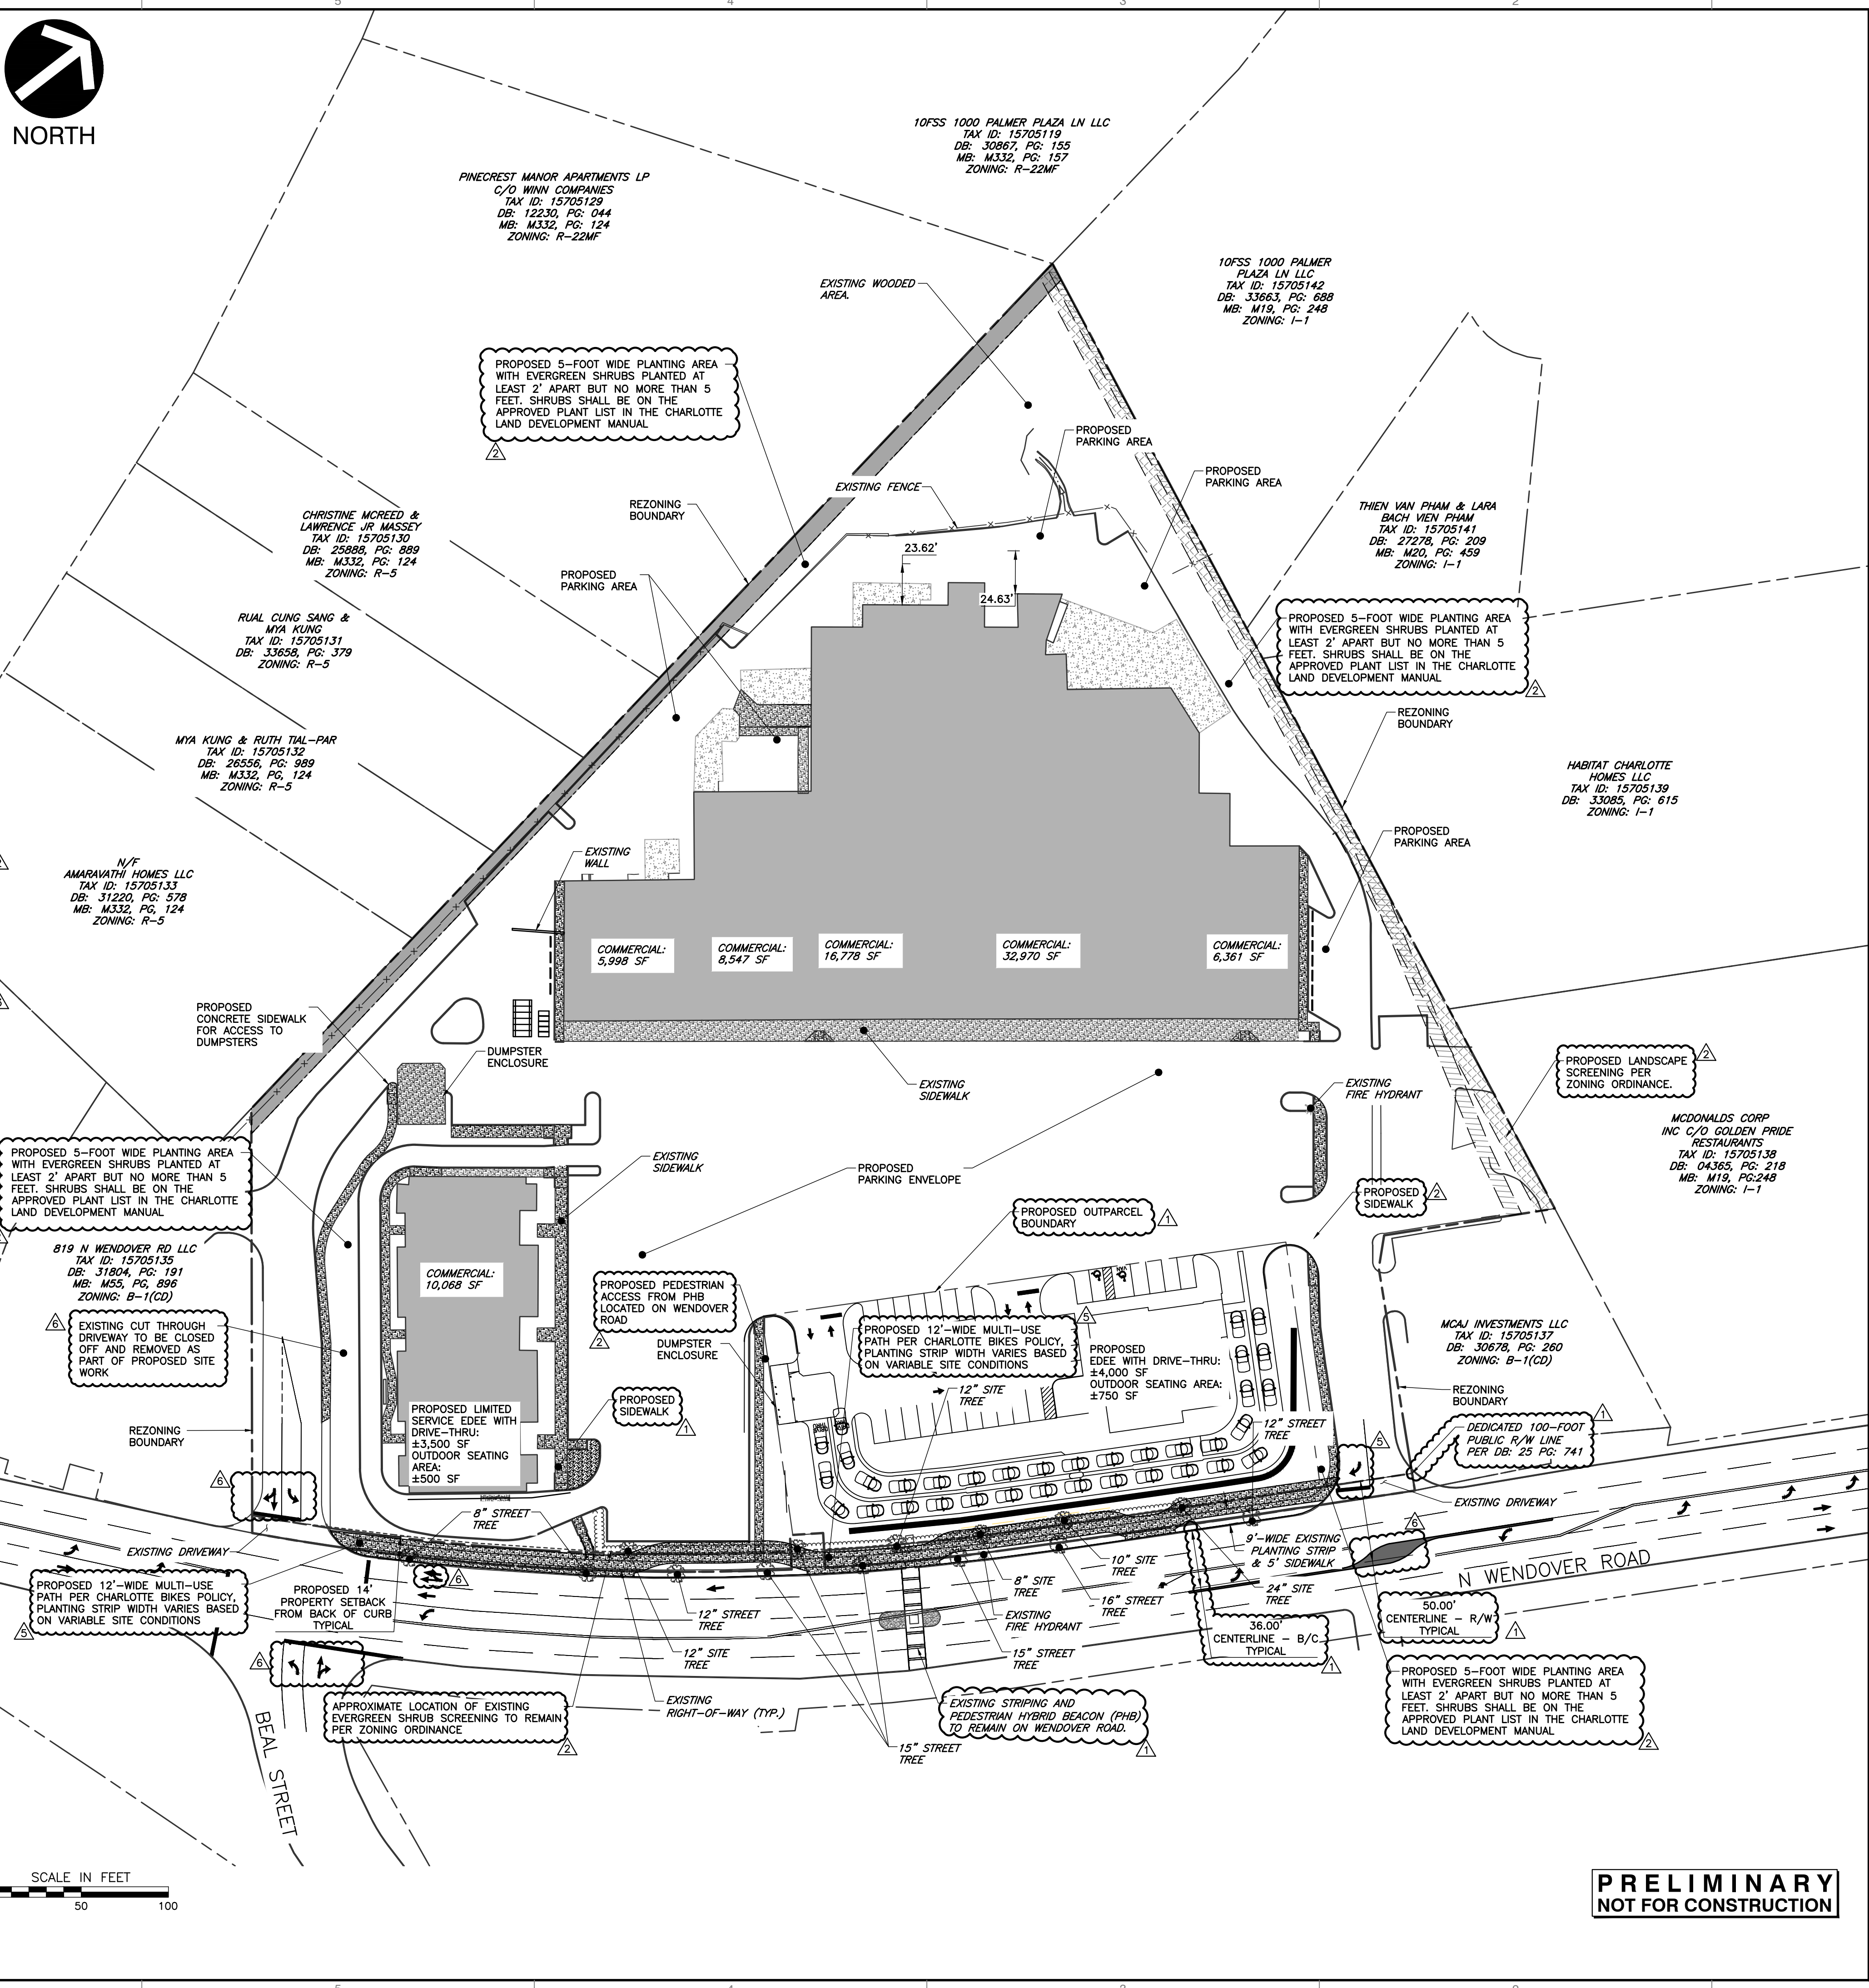 5
4
3
2
NORTH
10FSS 1000 PALMER PLAZA LN LLC
TAX ID: 15705119
DB: 30867, PG: 155
MB: M332, PG: 157
ZONING: R-22MF
PINECREST MANOR APARTMENTS LP
C/O WINN COMPANIES
TAX ID: 15705129
DB: 12230, PG: 044
MB: M332, PG: 124
ZONING: R-22MF
10FSS 1000 PALMER
PLAZA LN LLC
TAX ID: 15705142
DB: 33663, PG: 688
MB: M19, PG: 248
ZONING: I-1
EXISTING WOODED
AREA.
PROPOSED 5-FOOT WIDE PLANTING AREA
WITH EVERGREEN SHRUBS PLANTED AT
LEAST 2' APART BUT NO MORE THAN 5
FEET. SHRUBS SHALL BE ON THE
APPROVED PLANT LIST IN THE CHARLOTTE
LAND DEVELOPMENT MANUAL
2
PROPOSED
PARKING AREA
PROPOSED
PARKING AREA
EXISTING FENCE
REZONING
BOUNDARY
CHRISTINE MCREED &
LAWRENCE JR MASSEY
TAX ID: 15705130
DB: 25888, PG: 889
MB: M332, PG: 124
ZONING: R-5
THIEN VAN PHAM & LARA
BACH VIEN PHAM
TAX ID: 15705141
DB: 27278, PG: 209
MB: M20, PG: 459
ZONING: I-1
23.62'
24.63'
PROPOSED
PARKING AREA
RUAL CUNG SANG &
MYA KUNG
TAX ID: 15705131
DB: 33658, PG: 379
ZONING: R-5
PROPOSED 5-FOOT WIDE PLANTING AREA
WITH EVERGREEN SHRUBS PLANTED AT
LEAST 2' APART BUT NO MORE THAN 5
FEET. SHRUBS SHALL BE ON THE
APPROVED PLANT LIST IN THE CHARLOTTE
LAND DEVELOPMENT MANUAL
2
REZONING
BOUNDARY
MYA KUNG & RUTH TIAL-PAR
TAX ID: 15705132
DB: 26556, PG: 989
MB: M332, PG, 124
ZONING: R-5
HABITAT CHARLOTTE
HOMES LLC
TAX ID: 15705139
DB: 33085, PG: 615
ZONING: I-1
PROPOSED
PARKING AREA
EXISTING
WALL
N/F
AMARAVATHI HOMES LLC
TAX ID: 15705133
DB: 31220, PG: 578
MB: M332, PG, 124
ZONING: R-5
COMMERCIAL:
5,998 SF
COMMERCIAL:
8,547 SF
COMMERCIAL:
16,778 SF
COMMERCIAL:
32,970 SF
COMMERCIAL:
6,361 SF
PROPOSED
CONCRETE SIDEWALK
FOR ACCESS TO
DUMPSTERS
DUMPSTER
ENCLOSURE
EXISTING
SIDEWALK
EXISTING
FIRE HYDRANT
PROPOSED LANDSCAPE
SCREENING PER
ZONING ORDINANCE.
2
MCDONALDS CORP
INC C/O GOLDEN PRIDE
RESTAURANTS
TAX ID: 15705138
DB: 04365, PG: 218
MB: M19, PG:248
ZONING: I-1
PROPOSED 5-FOOT WIDE PLANTING AREA
WITH EVERGREEN SHRUBS PLANTED AT
LEAST 2' APART BUT NO MORE THAN 5
FEET. SHRUBS SHALL BE ON THE
APPROVED PLANT LIST IN THE CHARLOTTE
LAND DEVELOPMENT MANUAL
EXISTING
SIDEWALK
PROPOSED
PARKING ENVELOPE
PROPOSED
SIDEWALK
2
PROPOSED OUTPARCEL
BOUNDARY
1
819 N WENDOVER RD LLC
TAX ID: 15705135
DB: 31804, PG: 191
MB: M55, PG, 896
ZONING: B-1(CD)
COMMERCIAL:
10,068 SF
PROPOSED PEDESTRIAN
ACCESS FROM PHB
LOCATED ON WENDOVER
ROAD
2
6
EXISTING CUT THROUGH
DRIVEWAY TO BE CLOSED
OFF AND REMOVED AS
PART OF PROPOSED SITE
WORK
DUMPSTER
ENCLOSURE
PROPOSED 12'-WIDE MULTI-USE
PATH PER CHARLOTTE BIKES POLICY,
PLANTING STRIP WIDTH VARIES BASED
ON VARIABLE SITE CONDITIONS
5
PROPOSED
EDEE WITH DRIVE-THRU:
±4,000 SF
OUTDOOR SEATING AREA:
±750 SF
MCAJ INVESTMENTS LLC
TAX ID: 15705137
DB: 30678, PG: 260
ZONING: B-1(CD)
REZONING
BOUNDARY
12" SITE
TREE
PROPOSED
SIDEWALK
1
PROPOSED LIMITED
SERVICE EDEE WITH
DRIVE-THRU:
±3,500 SF
OUTDOOR SEATING
AREA:
±500 SF
REZONING
BOUNDARY
12" STREET
TREE
DEDICATED 100-FOOT
PUBLIC R/W LINE
PER DB: 25 PG: 741
1
5
6
EXISTING DRIVEWAY
8" STREET
TREE
6
EXISTING DRIVEWAY
9'-WIDE EXISTING
PLANTING STRIP
& 5' SIDEWALK
N WENDOVER ROAD
10" SITE
TREE
8" SITE
TREE
24" SITE
TREE
16" STREET
TREE
PROPOSED 12'-WIDE MULTI-USE
PATH PER CHARLOTTE BIKES POLICY,
PLANTING STRIP WIDTH VARIES BASED
ON VARIABLE SITE CONDITIONS
5
PROPOSED 14'
PROPERTY SETBACK
FROM BACK OF CURB
TYPICAL
6
12" STREET
TREE
EXISTING
FIRE HYDRANT
50.00'
CENTERLINE - R/W
TYPICAL
1
36.00'
CENTERLINE - B/C
TYPICAL
1
12" SITE
TREE
15" STREET
TREE
6
PROPOSED 5-FOOT WIDE PLANTING AREA
WITH EVERGREEN SHRUBS PLANTED AT
LEAST 2' APART BUT NO MORE THAN 5
FEET. SHRUBS SHALL BE ON THE
APPROVED PLANT LIST IN THE CHARLOTTE
LAND DEVELOPMENT MANUAL
2
APPROXIMATE LOCATION OF EXISTING
EVERGREEN SHRUB SCREENING TO REMAIN
PER ZONING ORDINANCE
2
EXISTING
RIGHT-OF-WAY (TYP.)
EXISTING STRIPING AND
PEDESTRIAN HYBRID BEACON (PHB)
TO REMAIN ON WENDOVER ROAD.
1
15" STREET
TREE
BEAL STREET
SCALE IN FEET
50
100
PRELIMINARY
NOT FOR CONSTRUCTION